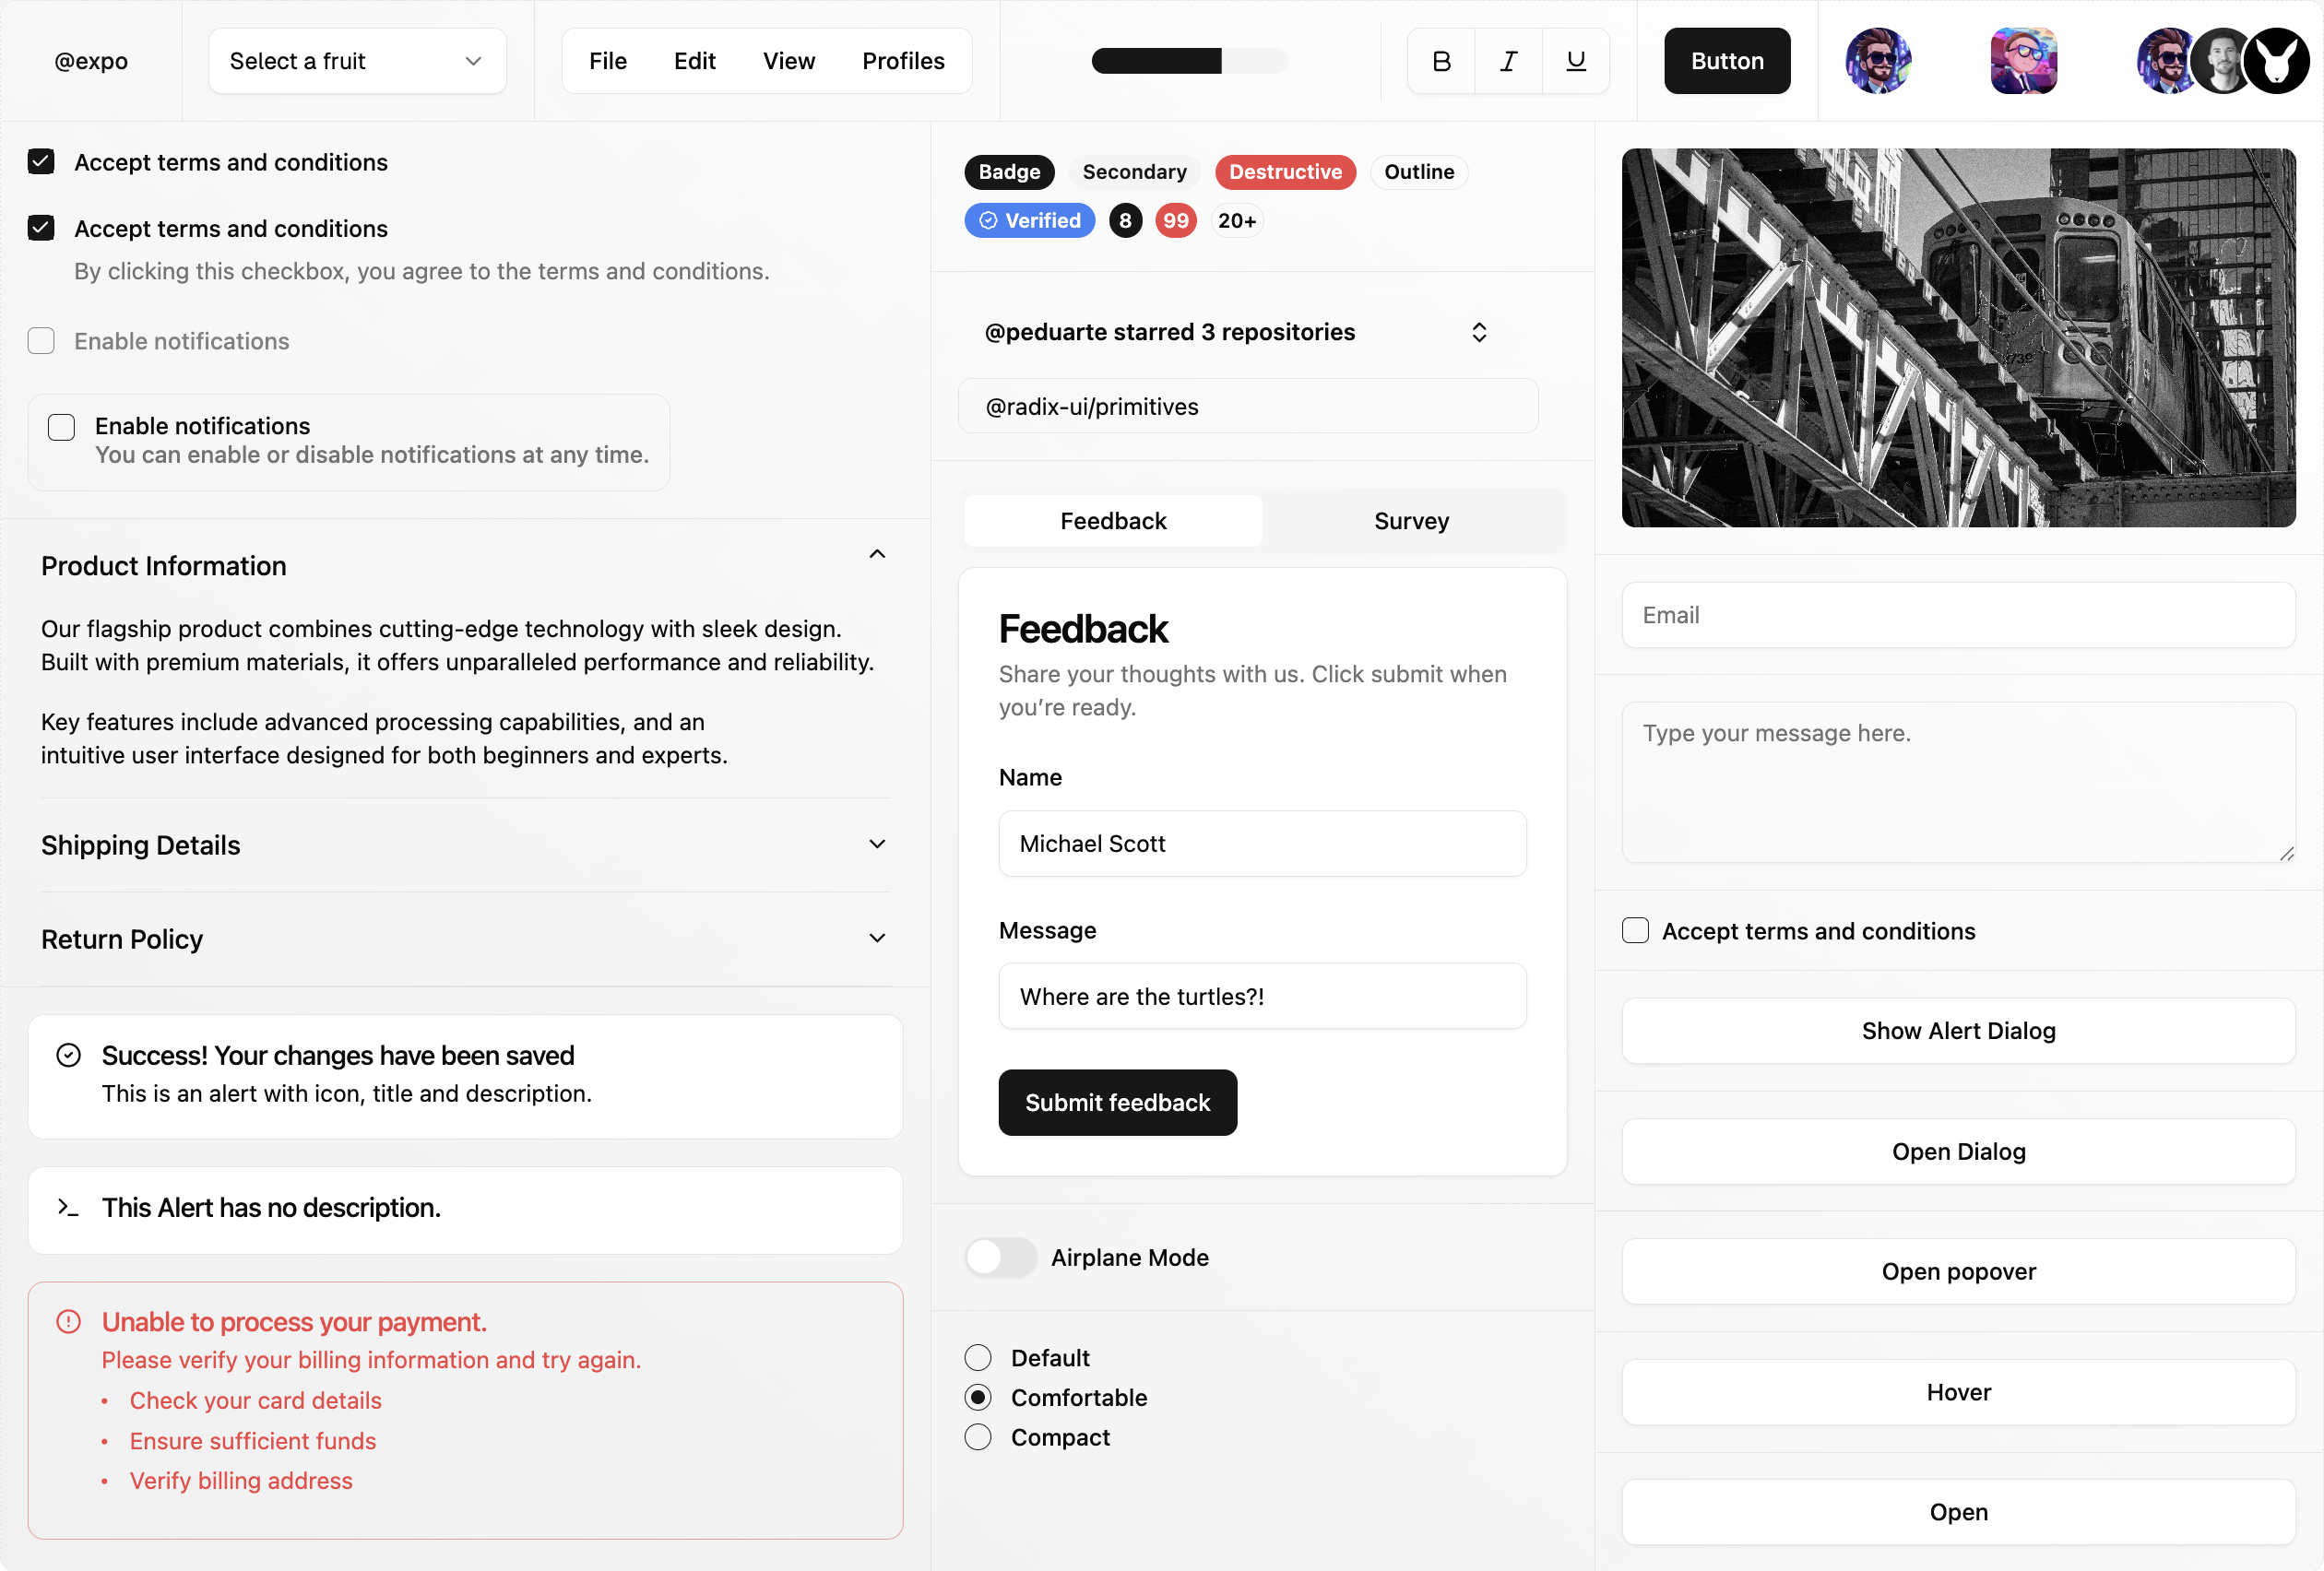 @expo
Select a fruit
File Edit View Profiles
B I U
Button
Accept terms and conditions
Accept terms and conditions
By clicking this checkbox, you agree to the terms and conditions.
Enable notifications
Enable notifications
You can enable or disable notifications at any time.
Product Information
Our flagship product combines cutting-edge technology with sleek design.
Built with premium materials, it offers unparalleled performance and reliability.
Key features include advanced processing capabilities, and an
intuitive user interface designed for both beginners and experts.
Shipping Details
Return Policy
Success! Your changes have been saved
This is an alert with icon, title and description.
This Alert has no description.
Unable to process your payment.
Please verify your billing information and try again.
• Check your card details
• Ensure sufficient funds
• Verify billing address
Badge Secondary Destructive Outline
Verified 8 99 20+
@peduarte starred 3 repositories
@radix-ui/primitives
Feedback Survey
Feedback
Share your thoughts with us. Click submit when
you’re ready.
Name
Michael Scott
Message
Where are the turtles?!
Submit feedback
Airplane Mode
Default
Comfortable
Compact
Email
Type your message here.
Accept terms and conditions
Show Alert Dialog
Open Dialog
Open popover
Hover
Open